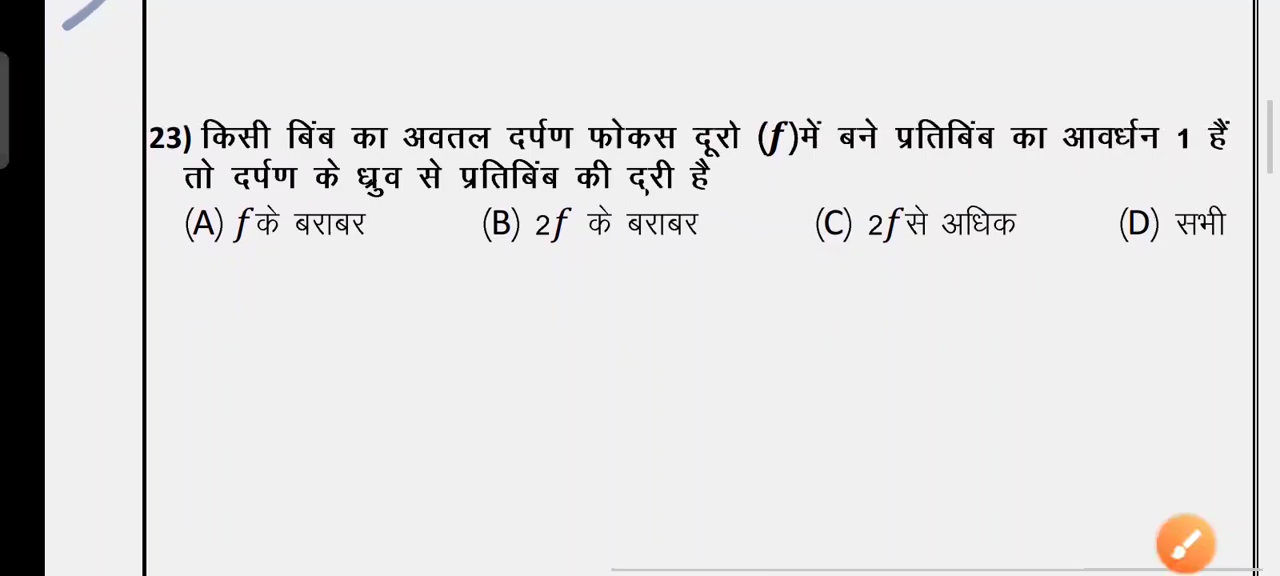 23) किसी बिंब का अवतल दर्पण फोकस दूरो (f)में बने प्रतिबिंब का आवर्धन 1 हैं
तो दर्पण के ध्रुव से प्रतिबिंब की दूरी है
(A) f के बराबर (B) 2f के बराबर (C) 2f से अधिक (D) सभी